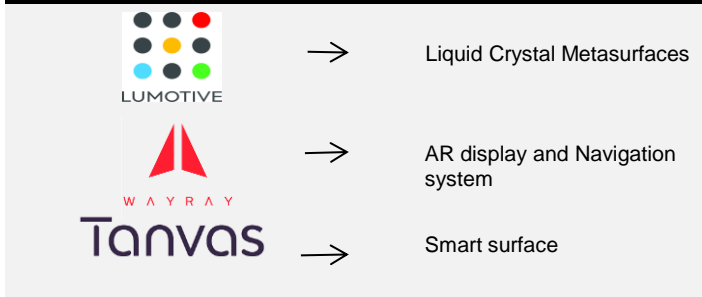 LUMOTIVE
Liquid Crystal Metasurfaces
WAYRAY
AR display and Navigation
system
Tanvas
Smart surface